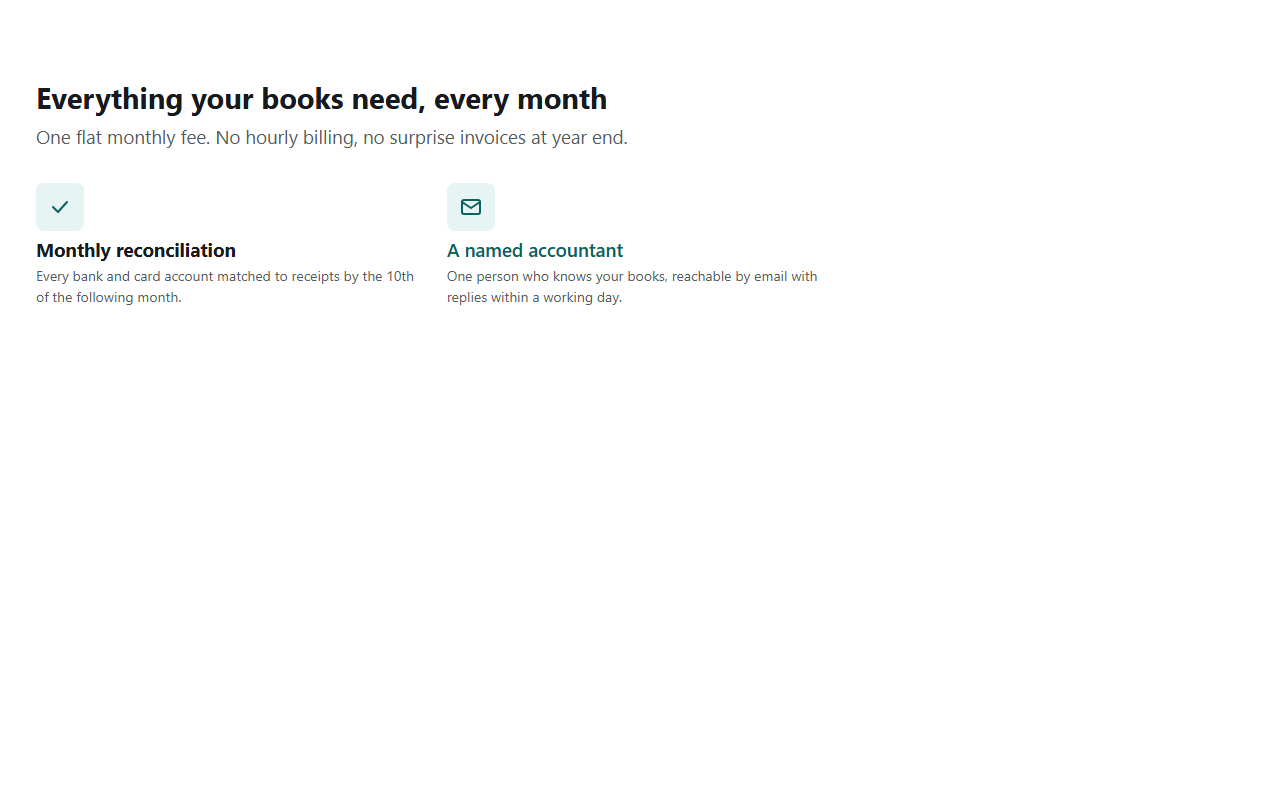 Everything your books need, every month
One flat monthly fee. No hourly billing, no surprise invoices at year end.
Monthly reconciliation
Every bank and card account matched to receipts by the 10th
of the following month.
A named accountant
One person who knows your books, reachable by email with
replies within a working day.